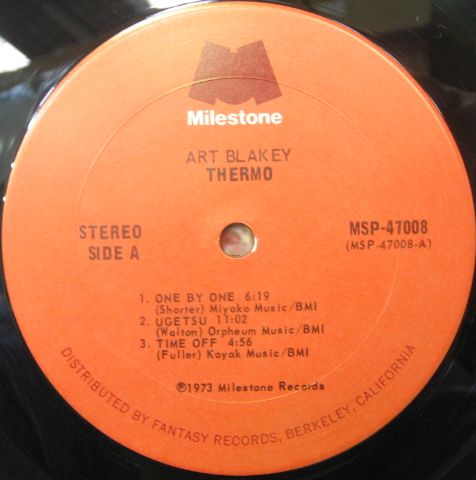 Milestone
ART BLAKEY
THERMO
STEREO
SIDE A
MSP-47008
(MSP-47008-A)
1. ONE BY ONE 6:19
(Shorter) Miyako Music/BMI
2. UGETSU 11:02
(Walton) Orpheum Music/BMI
3. TIME OFF 4:56
(Fuller) Kayak Music/BMI
℗1973 Milestone Records
DISTRIBUTED BY FANTASY RECORDS, BERKELEY, CALIFORNIA